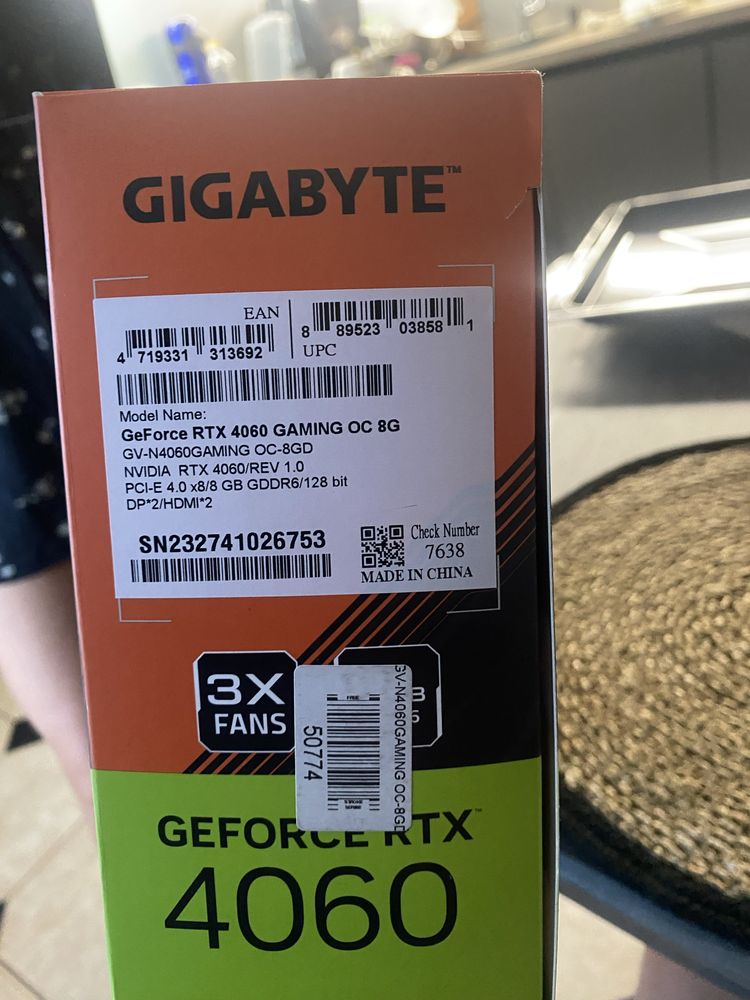 GIGABYTE™
EAN
4 719331 313692
8 89523 03858 1
UPC
Model Name:
GeForce RTX 4060 GAMING OC 8G
GV-N4060GAMING OC-8GD
NVIDIA RTX 4060/REV 1.0
PCI-E 4.0 x8/8 GB GDDR6/128 bit
DP*2/HDMI*2
SN232741026753
Check Number
7638
MADE IN CHINA
3X
FANS
GV-N4060GAMING OC-8GD
50774
GEFORCE RTX™
4060